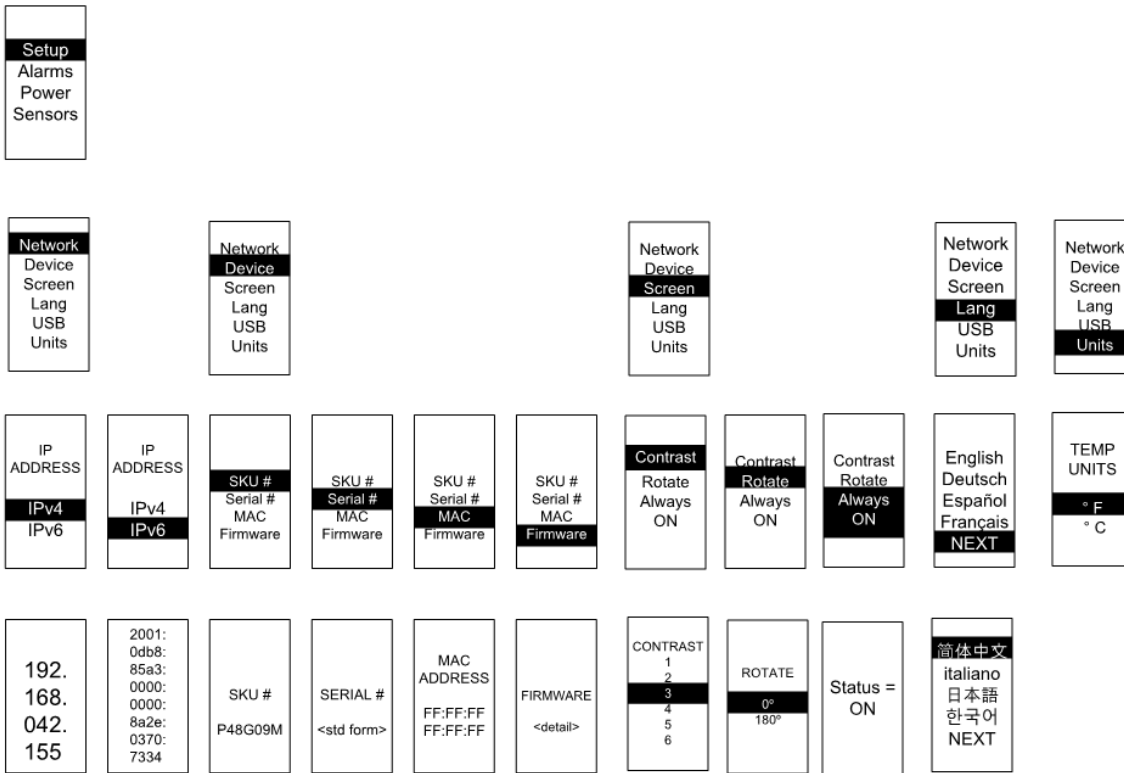 Setup
Alarms
Power
Sensors
Network
Device
Screen
Lang
USB
Units
Network
Device
Screen
Lang
USB
Units
Network
Device
Screen
Lang
USB
Units
Network
Device
Screen
Lang
USB
Units
Network
Device
Screen
Lang
USB
Units
IP
ADDRESS
IPv4
IPv6
IP
ADDRESS
IPv4
IPv6
SKU #
Serial #
MAC
Firmware
SKU #
Serial #
MAC
Firmware
SKU #
Serial #
MAC
Firmware
SKU #
Serial #
MAC
Firmware
Contrast
Rotate
Always
ON
Contrast
Rotate
Always
ON
Contrast
Rotate
Always
ON
English
Deutsch
Español
Français
NEXT
TEMP
UNITS
° F
° C
192.
168.
042.
155
2001:
0db8:
85a3:
0000:
0000:
8a2e:
0370:
7334
SKU #
P48G09M
SERIAL #
<std form>
MAC
ADDRESS
FF:FF:FF
FF:FF:FF
FIRMWARE
<detail>
CONTRAST
1
2
3
4
5
6
ROTATE
0º
180º
Status =
ON
简体中文
italiano
日本語
한국어
NEXT